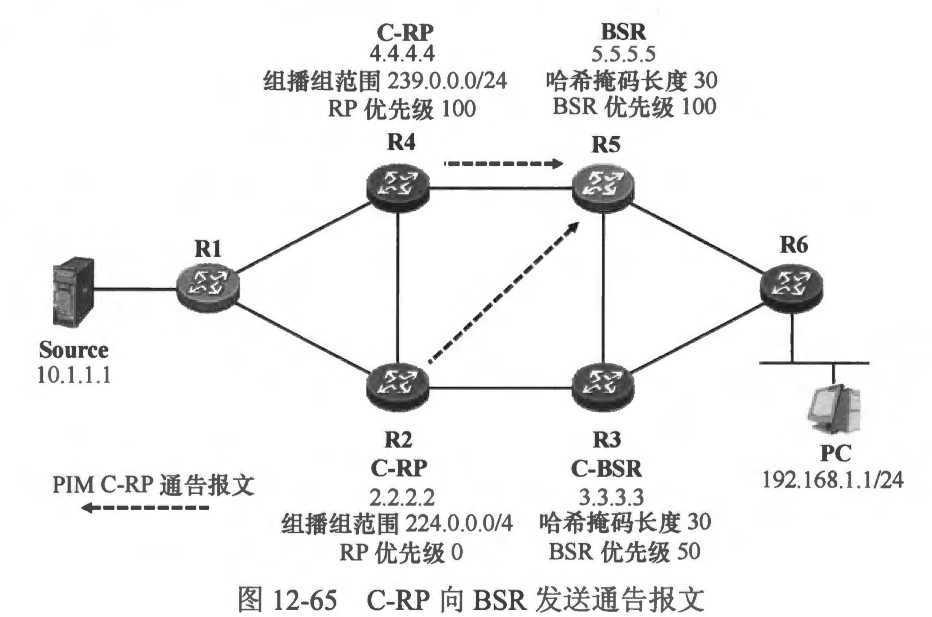 C-RP
4.4.4.4
组播组范围 239.0.0.0/24
RP 优先级 100
R4
BSR
5.5.5.5
哈希掩码长度 30
BSR 优先级 100
R5
R1
R6
Source
10.1.1.1
R2
C-RP
2.2.2.2
组播组范围 224.0.0.0/4
RP 优先级 0
R3
C-BSR
3.3.3.3
哈希掩码长度 30
BSR 优先级 50
PC
192.168.1.1/24
PIM C-RP 通告报文
图 12-65 C-RP 向 BSR 发送通告报文